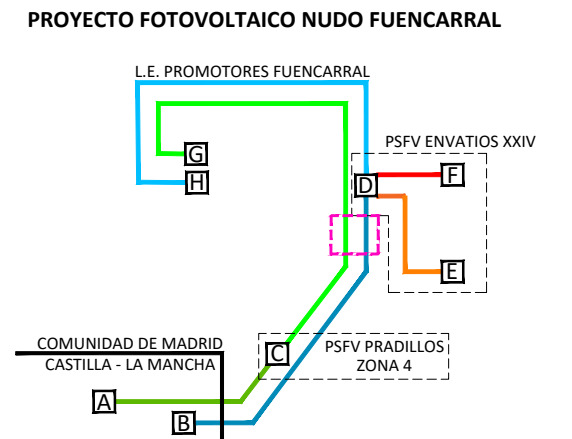 PROYECTO FOTOVOLTAICO NUDO FUENCARRAL
L.E. PROMOTORES FUENCARRAL
PSFV ENVATIOS XXIV
G
F
H
D
E
COMUNIDAD DE MADRID
CASTILLA - LA MANCHA
C
PSFV PRADILLOS
ZONA 4
A
B